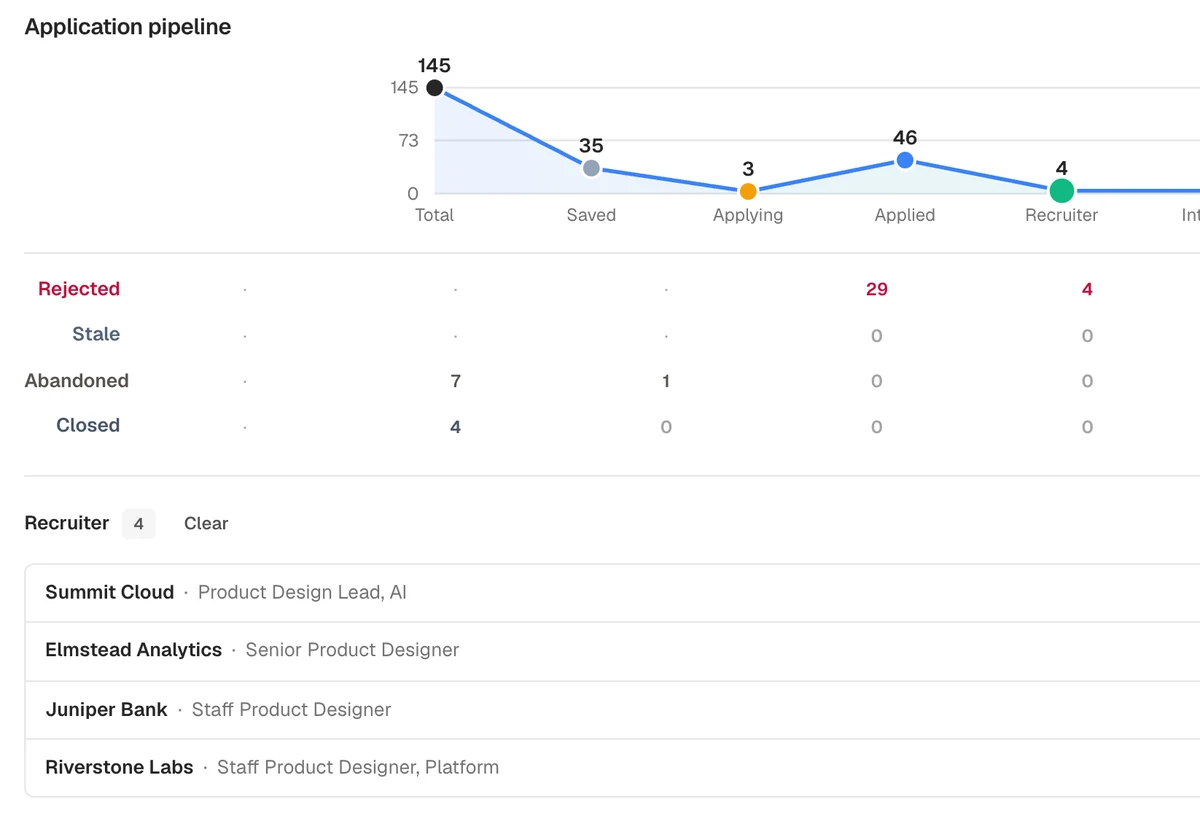 Application pipeline
145
145
73
0
35
3
46
4
Total Saved Applying Applied Recruiter Int
Rejected · · · 29 4
Stale · · · 0 0
Abandoned · 7 1 0 0
Closed · 4 0 0 0
Recruiter 4 Clear
Summit Cloud · Product Design Lead, AI
Elmstead Analytics · Senior Product Designer
Juniper Bank · Staff Product Designer
Riverstone Labs · Staff Product Designer, Platform